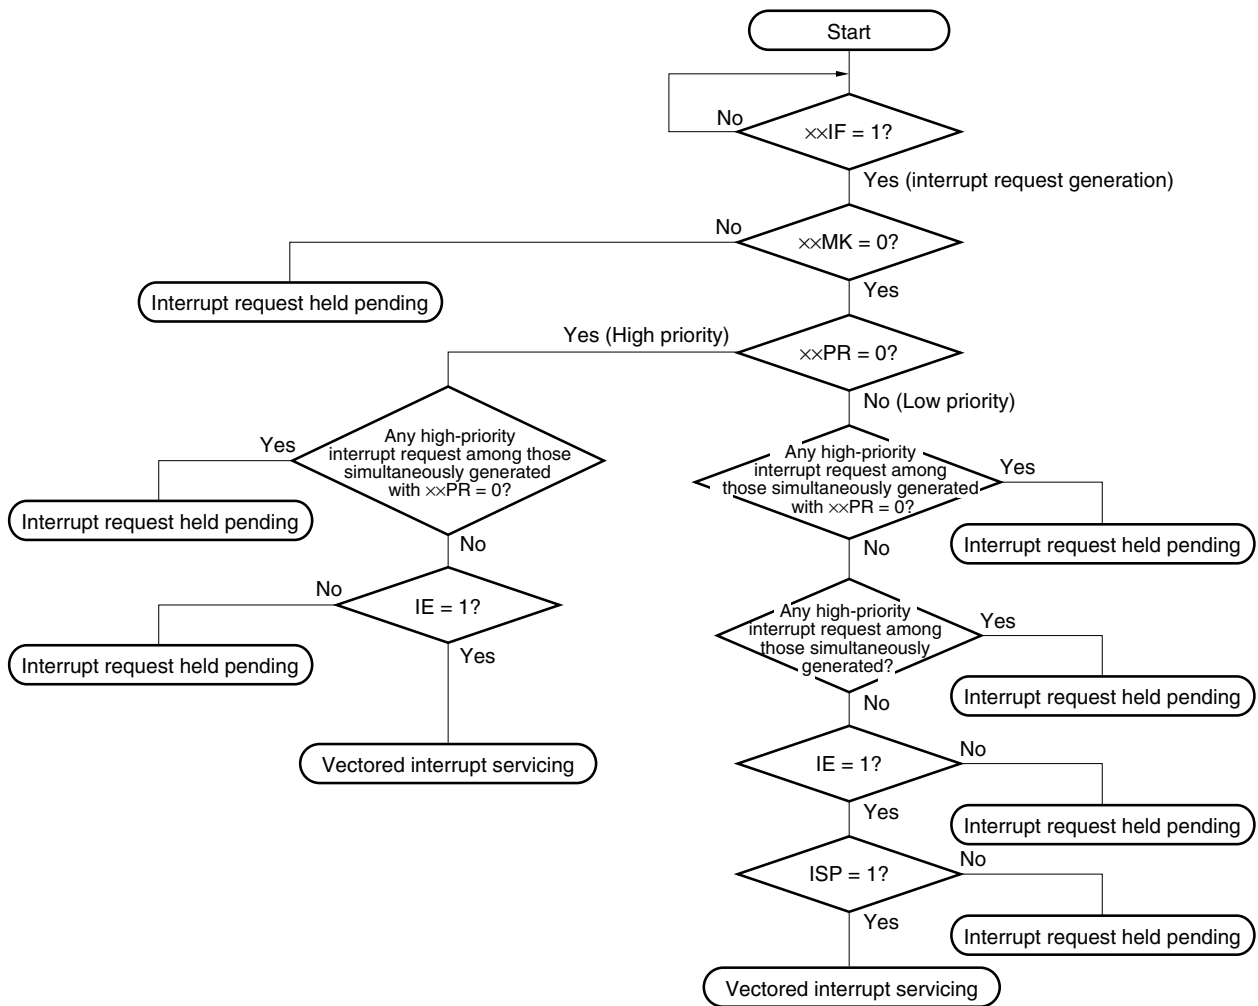 Start
No
××IF = 1?
Yes (interrupt request generation)
No
××MK = 0?
Interrupt request held pending
Yes
Yes (High priority)
××PR = 0?
No (Low priority)
Yes
Any high-priority
interrupt request among those
simultaneously generated
with ××PR = 0?
Interrupt request held pending
No
No
IE = 1?
Interrupt request held pending
Yes
Vectored interrupt servicing
Any high-priority
interrupt request among
those simultaneously generated
with ××PR = 0?
Yes
Interrupt request held pending
No
Any high-priority
interrupt request among
those simultaneously
generated?
Yes
Interrupt request held pending
No
IE = 1?
No
Interrupt request held pending
Yes
ISP = 1?
No
Interrupt request held pending
Yes
Vectored interrupt servicing